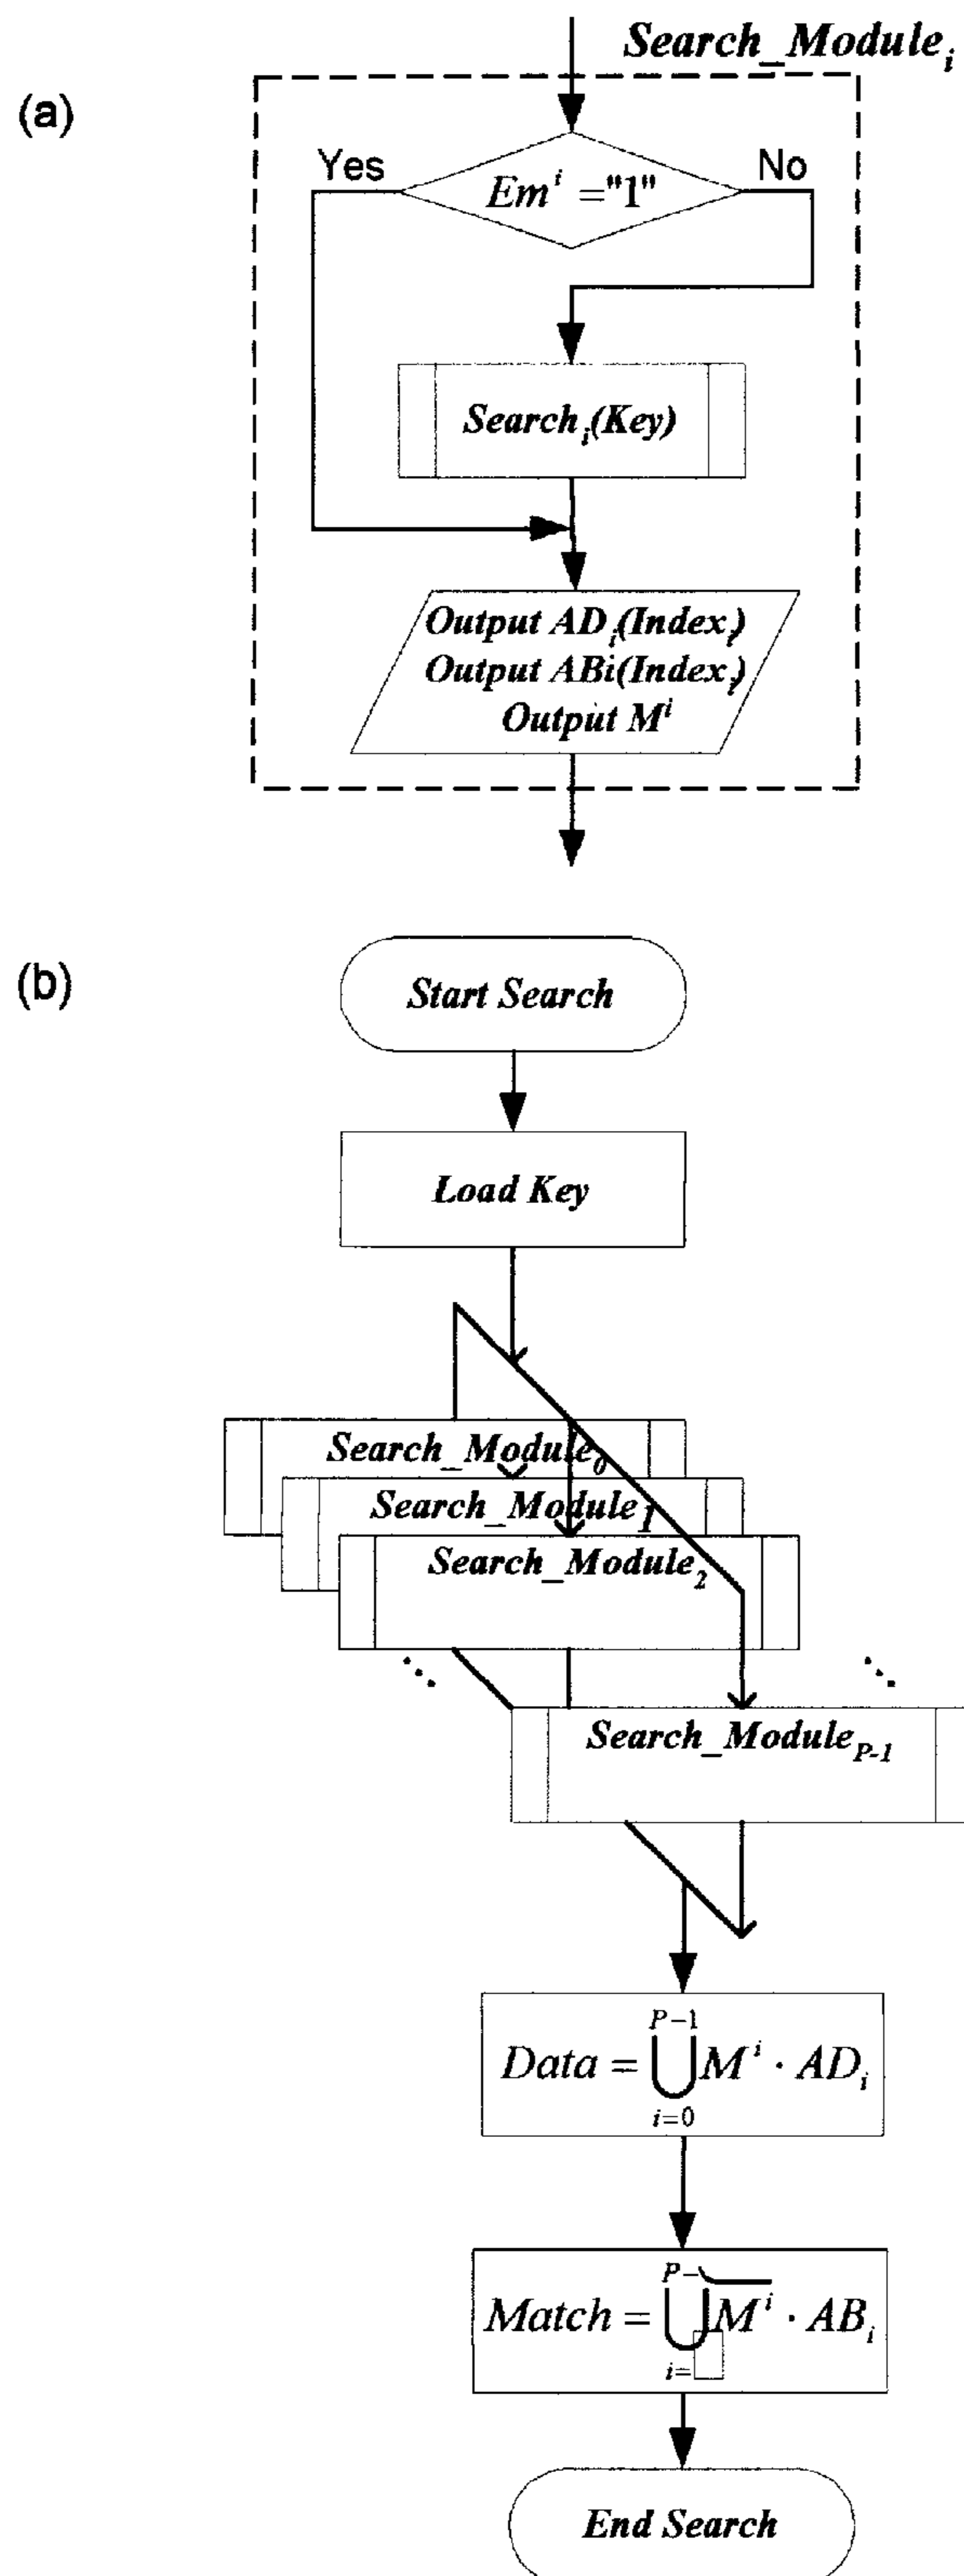 Search_Module_i
(a)
Yes
No
Em^i ="1"
Search_i(Key)
Output AD_i(Index_i)
Output ABi(Index_i)
Output M^i
(b)
Start Search
Load Key
Search_Module_0
Search_Module_1
Search_Module_2
Search_Module_P-1
P-1
Data = ⋃ M^i · AD_i
i=0
P-
Match = ⋃ M^i · AB_i
i=
End Search